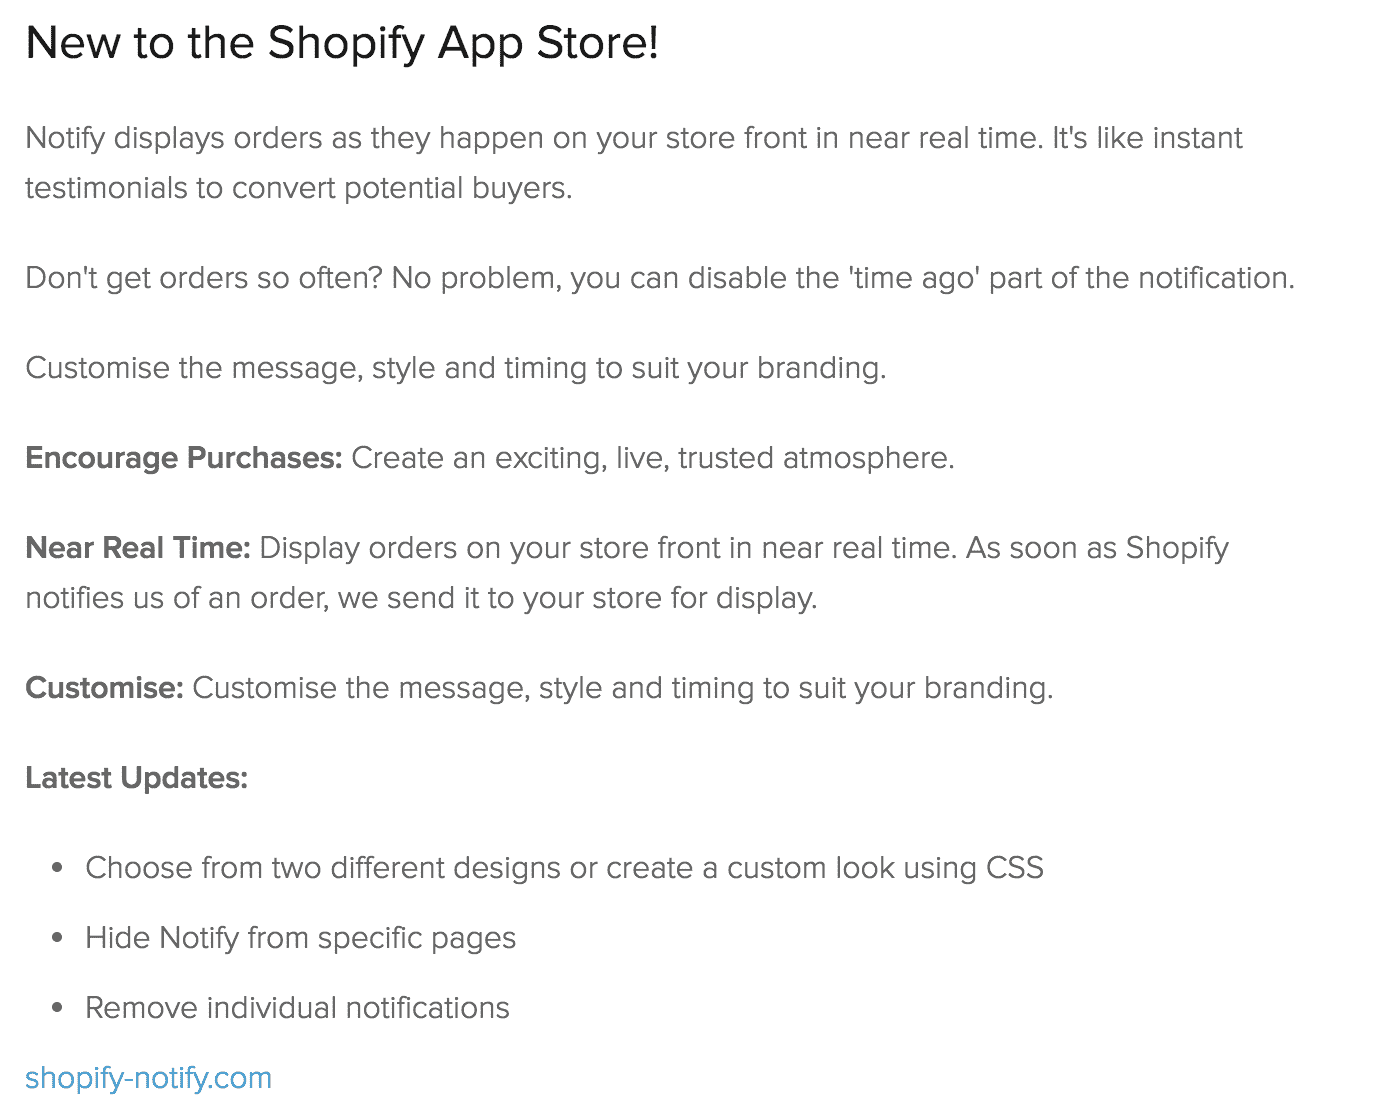 New to the Shopify App Store!
Notify displays orders as they happen on your store front in near real time. It's like instant
testimonials to convert potential buyers.
Don't get orders so often? No problem, you can disable the 'time ago' part of the notification.
Customise the message, style and timing to suit your branding.
Encourage Purchases: Create an exciting, live, trusted atmosphere.
Near Real Time: Display orders on your store front in near real time. As soon as Shopify
notifies us of an order, we send it to your store for display.
Customise: Customise the message, style and timing to suit your branding.
Latest Updates:
• Choose from two different designs or create a custom look using CSS
• Hide Notify from specific pages
• Remove individual notifications
shopify-notify.com